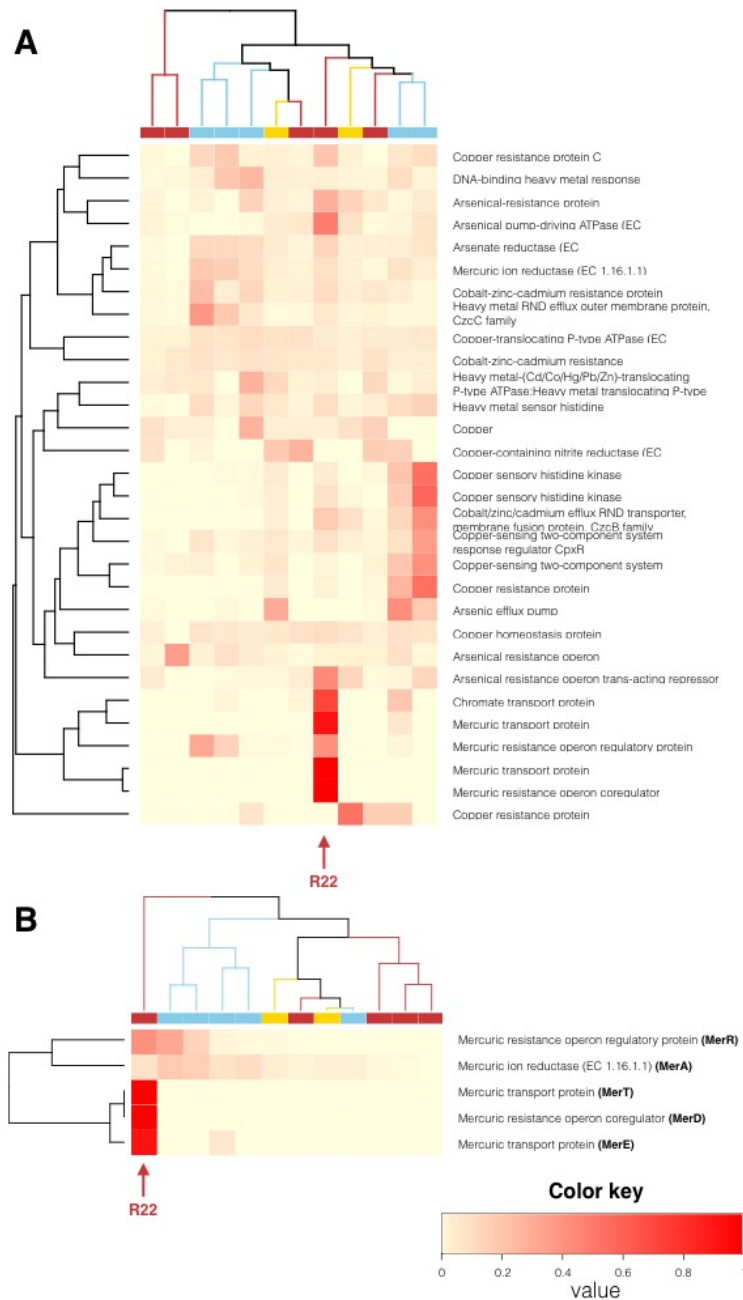 A
Copper resistance protein C
DNA-binding heavy metal response
Arsenical-resistance protein
Arsenical pump-driving ATPase (EC
Arsenate reductase (EC
Mercuric ion reductase (EC 1.16.1.1)
Cobalt-zinc-cadmium resistance protein
Heavy metal RND efflux outer membrane protein,
CzcC family
Copper-translocating P-type ATPase (EC
Cobalt-zinc-cadmium resistance
Heavy metal-(Cd/Co/Hg/Pb/Zn)-translocating
P-type ATPase:Heavy metal translocating P-type
Heavy metal sensor histidine
Copper
Copper-containing nitrite reductase (EC
Copper sensory histidine kinase
Copper sensory histidine kinase
Cobalt/zinc/cadmium efflux RND transporter,
membrane fusion protein, CzcB family
Copper-sensing two-component system
response regulator CpxR
Copper-sensing two-component system
Copper resistance protein
Arsenic efflux pump
Copper homeostasis protein
Arsenical resistance operon
Arsenical resistance operon trans-acting repressor
Chromate transport protein
Mercuric transport protein
Mercuric resistance operon regulatory protein
Mercuric transport protein
Mercuric resistance operon coregulator
Copper resistance protein
R22
B
Mercuric resistance operon regulatory protein (MerR)
Mercuric ion reductase (EC 1.16.1.1) (MerA)
Mercuric transport protein (MerT)
Mercuric resistance operon coregulator (MerD)
Mercuric transport protein (MerE)
R22
Color key
0 0.2 0.4 0.6 0.8
value